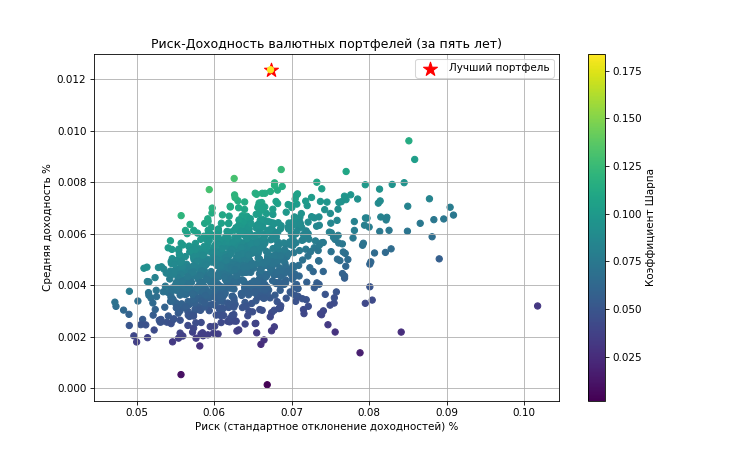 Риск-Доходность валютных портфелей (за пять лет)
Лучший портфель
0.012
0.010
0.008
0.006
0.004
0.002
0.000
Средняя доходность %
0.05 0.06 0.07 0.08 0.09 0.10
Риск (стандартное отклонение доходностей) %
0.175
0.150
0.125
0.100
0.075
0.050
0.025
Коэффициент Шарпа